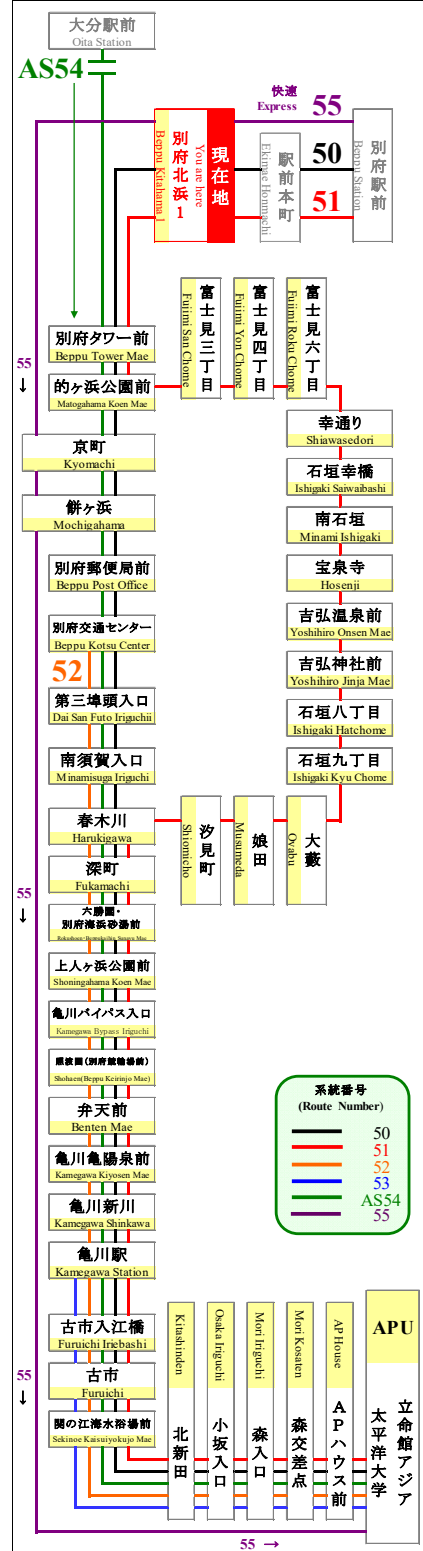 大分駅前
Oita Station
AS54
快速
Express
55
50
51
別府北浜1
Beppu Kitahama 1
You are here
現在地
駅前本町
Ekimae Honmachi
別府駅前
Beppu Station
富士見三丁目
Fujimi San Chome
富士見四丁目
Fujimi Yon Chome
富士見六丁目
Fujimi Roku Chome
別府タワー前
Beppu Tower Mae
55
↓
的ヶ浜公園前
Matogahama Koen Mae
幸通り
Shiawasedori
京町
Kyomachi
石垣幸橋
Ishigaki Saiwaibashi
餅ヶ浜
Mochigahama
南石垣
Minami Ishigaki
別府郵便局前
Beppu Post Office
宝泉寺
Hosenji
別府交通センター
Beppu Kotsu Center
吉弘温泉前
Yoshihiro Onsen Mae
52
吉弘神社前
Yoshihiro Jinja Mae
第三埠頭入口
Dai San Futo Iriguchii
石垣八丁目
Ishigaki Hatchome
南須賀入口
Minamisuga Iriguchi
石垣九丁目
Ishigaki Kyu Chome
春木川
Harukigawa
汐見町
Shiomicho
娘田
Musumeda
大藪
Oyabu
深町
Fukamachi
55
↓
六勝園・
別府海浜砂湯前
Rokushoen-Beppukaihin Sunayu Mae
上人ヶ浜公園前
Shoningahama Koen Mae
亀川バイパス入口
Kamegawa Bypass Iriguchi
照波園(別府競輪場前)
Shohaen(Beppu Keirinjo Mae)
弁天前
Benten Mae
亀川亀陽泉前
Kamegawa Kiyosen Mae
亀川新川
Kamegawa Shinkawa
亀川駅
Kamegawa Station
系統番号
(Route Number)
50
51
52
53
AS54
55
古市入江橋
Furuichi Iriebashi
古市
Furuichi
55
↓
関の江海水浴場前
Sekinoe Kaisuiyokujo Mae
Kitashinden
北新田
Osaka Iriguchi
小坂入口
Mori Iriguchi
森入口
Mori Kosaten
森交差点
AP House
APハウス前
APU
立命館アジア
太平洋大学
55 →